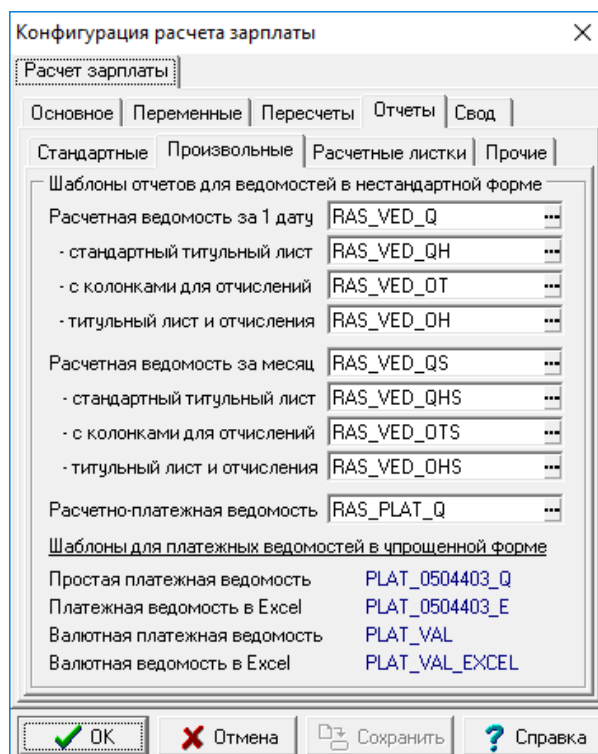 Конфигурация расчета зарплаты
Расчет зарплаты
Основное Переменные Пересчеты Отчеты Свод
Стандартные Произвольные Расчетные листки Прочие
Шаблоны отчетов для ведомостей в нестандартной форме
Расчетная ведомость за 1 дату RAS_VED_Q ...
- стандартный титульный лист RAS_VED_QH ...
- с колонками для отчислений RAS_VED_OT ...
- титульный лист и отчисления RAS_VED_OH ...
Расчетная ведомость за месяц RAS_VED_QS ...
- стандартный титульный лист RAS_VED_QHS ...
- с колонками для отчислений RAS_VED_OTS ...
- титульный лист и отчисления RAS_VED_OHS ...
Расчетно-платежная ведомость RAS_PLAT_Q ...
Шаблоны для платежных ведомостей в упрощенной форме
Простая платежная ведомость PLAT_0504403_Q
Платежная ведомость в Excel PLAT_0504403_E
Валютная платежная ведомость PLAT_VAL
Валютная ведомость в Excel PLAT_VAL_EXCEL
OK Отмена Сохранить ? Справка